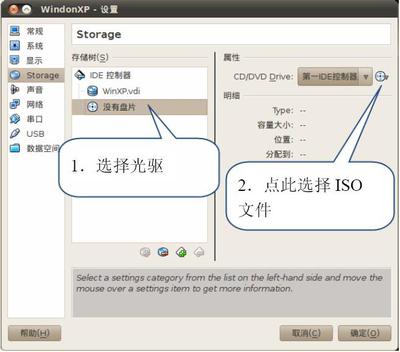 WindonXP - 设置
常规
系统
显示
Storage
声音
网络
串口
USB
数据空间
Storage
存储树(S)
IDE 控制器
WinXP.vdi
没有盘片
属性
CD/DVD Drive: 第一IDE控制器
明细
Type: --
容量大小: --
位置: --
分配到: --
1. 选择光驱
2. 点此选择 ISO
文件
Select a settings category from the list on the left-hand side and move the
mouse over a settings item to get more information.
帮助(H)
取消(C)
确定(O)